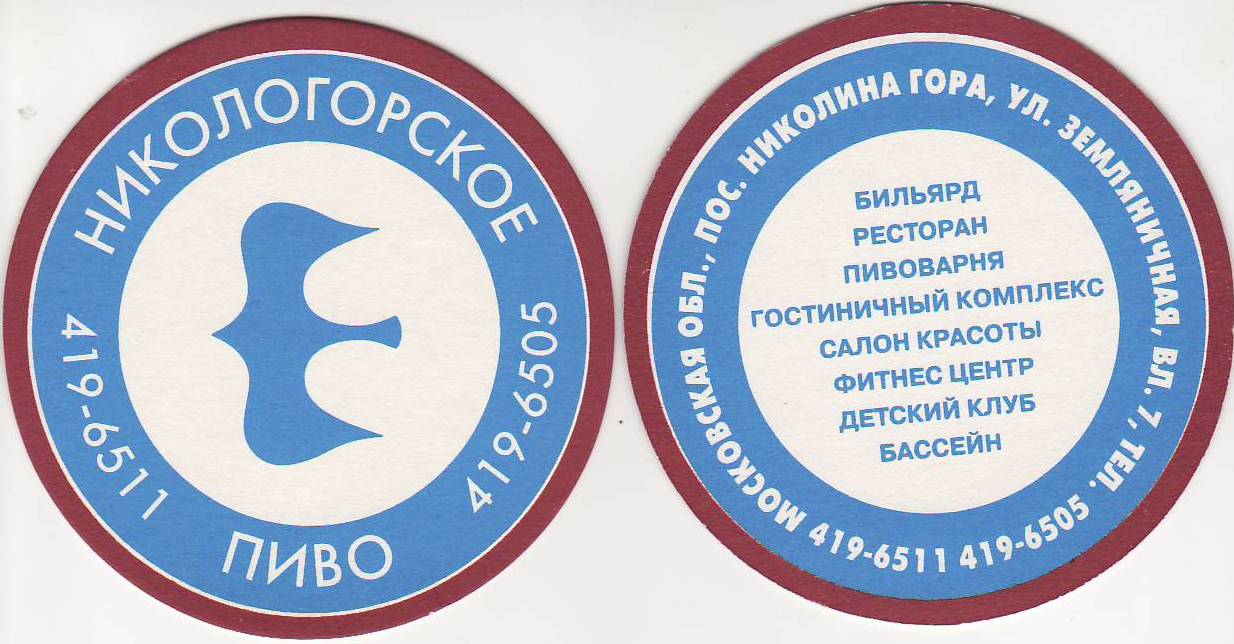 НИКОЛОГОРСКОЕ
419-6511
ПИВО
419-6505
МОСКОВСКАЯ ОБЛ., ПОС. НИКОЛИНА ГОРА, УЛ. ЗЕМЛЯНИЧНАЯ, ВЛ. 7, ТЕЛ.
419-6511 419-6505
БИЛЬЯРД
РЕСТОРАН
ПИВОВАРНЯ
ГОСТИНИЧНЫЙ КОМПЛЕКС
САЛОН КРАСОТЫ
ФИТНЕС ЦЕНТР
ДЕТСКИЙ КЛУБ
БАССЕЙН